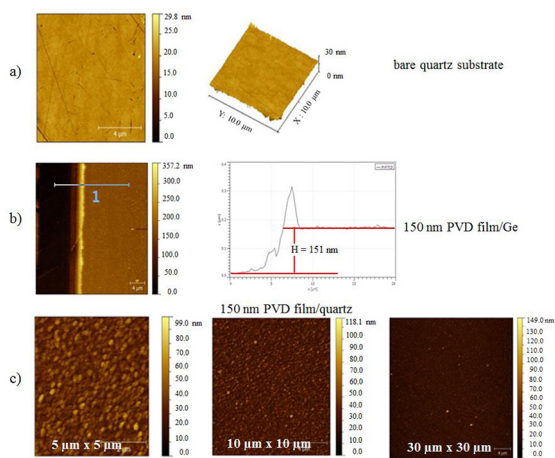 a)
29.8 nm
25.0
20.0
15.0
10.0
5.0
0.0
4 µm
30 nm
0 nm
Y: 10.0 µm
X: 10.0 µm
bare quartz substrate
b)
1
4 µm
357.2 nm
300.0
250.0
200.0
150.0
100.0
50.0
0.0
H = 151 nm
150 nm PVD film/Ge
150 nm PVD film/quartz
c)
5 µm x 5 µm
99.0 nm
80.0
70.0
60.0
50.0
40.0
30.0
20.0
10.0
0.0
10 µm x 10 µm
118.1 nm
100.0
90.0
80.0
70.0
60.0
50.0
40.0
30.0
20.0
10.0
0.0
30 µm x 30 µm
149.0 nm
130.0
120.0
110.0
100.0
90.0
80.0
70.0
60.0
50.0
40.0
30.0
20.0
10.0
0.0